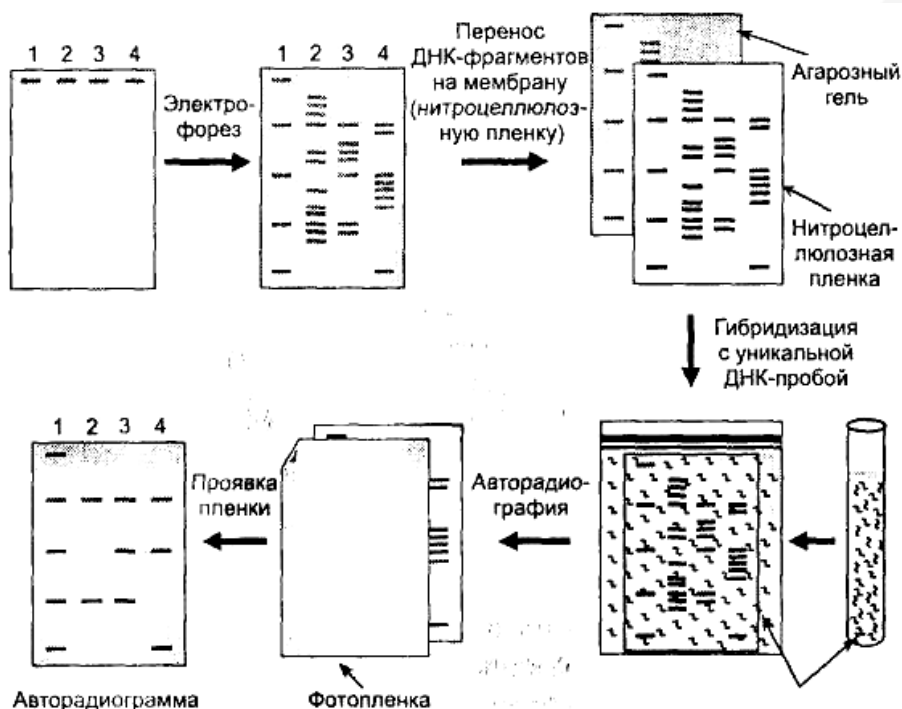 1 2 3 4
Электро-
форез
1 2 3 4
Перенос
ДНК-фрагментов
на мембрану
(нитроцеллюлоз-
ную пленку)
Агарозный
гель
Нитроцел-
люлозная
пленка
Гибридизация
с уникальной
ДНК-пробой
Авторадио-
графия
Проявка
пленки
1 2 3 4
Авторадиограмма
Фотопленка